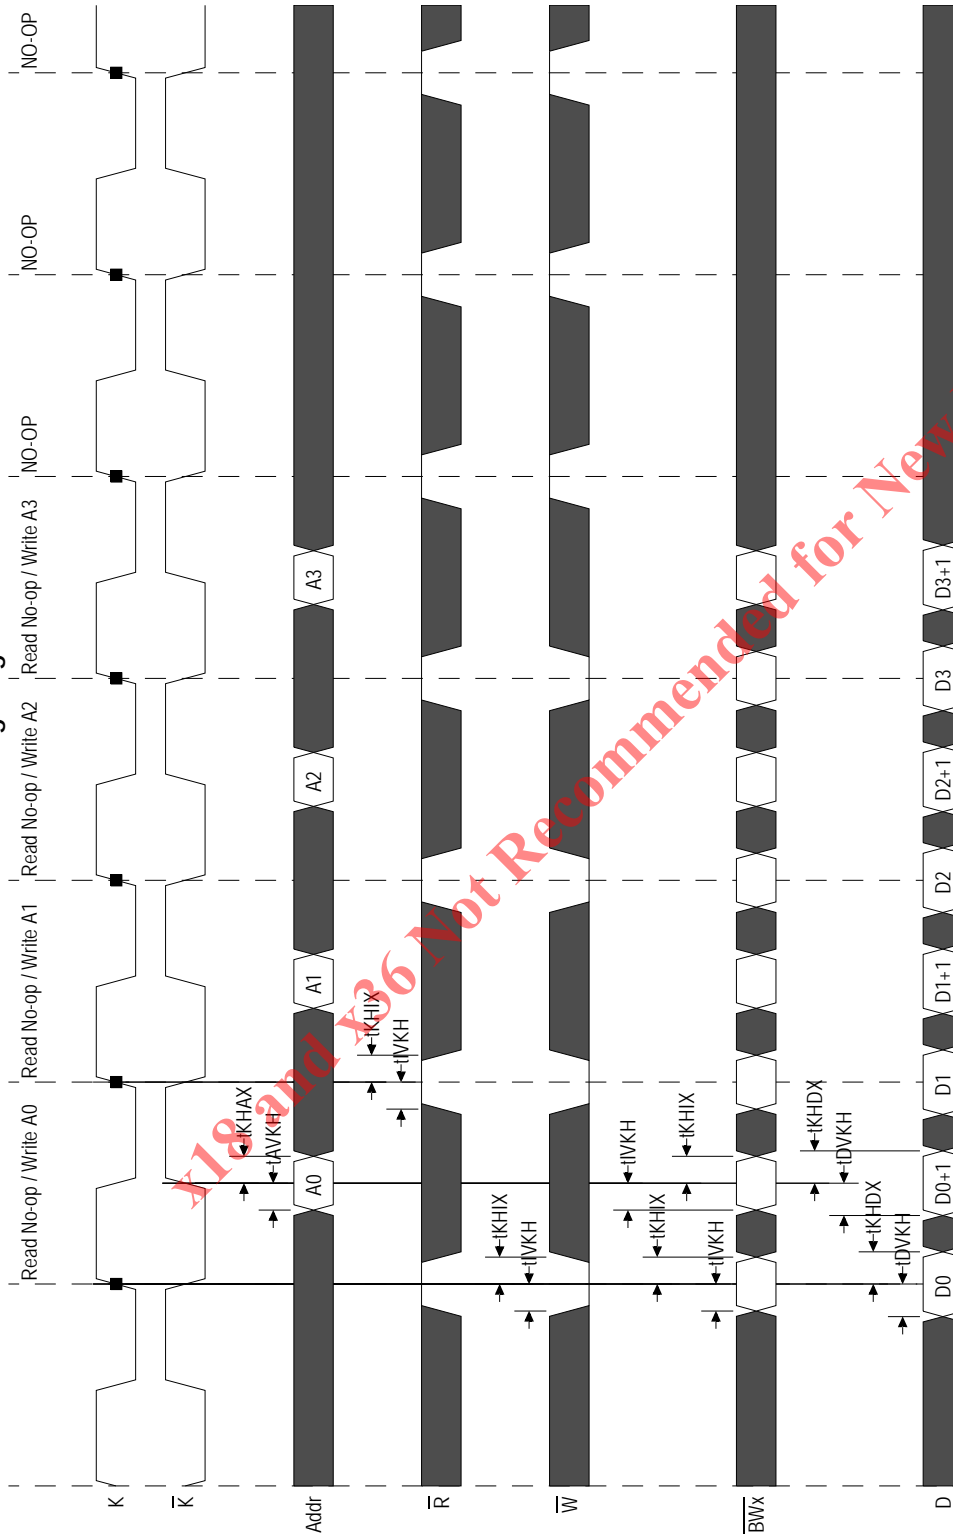 Read No-op / Write A0
Read No-op / Write A1
Read No-op / Write A2
Read No-op / Write A3
NO-OP
NO-OP
NO-OP
K
K̅
tKHAX
tAVKH
Addr
A0
A1
A2
A3
tKHIX
tIVKH
R̅
tKHIX
tIVKH
W̅
tIVKH
tKHIX
tKHIX
tIVKH
B̅W̅x̅
tKHDX
tDVKH
tKHDX
tDVKH
D
D0
D0+1
D1
D1+1
D2
D2+1
D3
D3+1
x18 and x36 Not Recommended for New